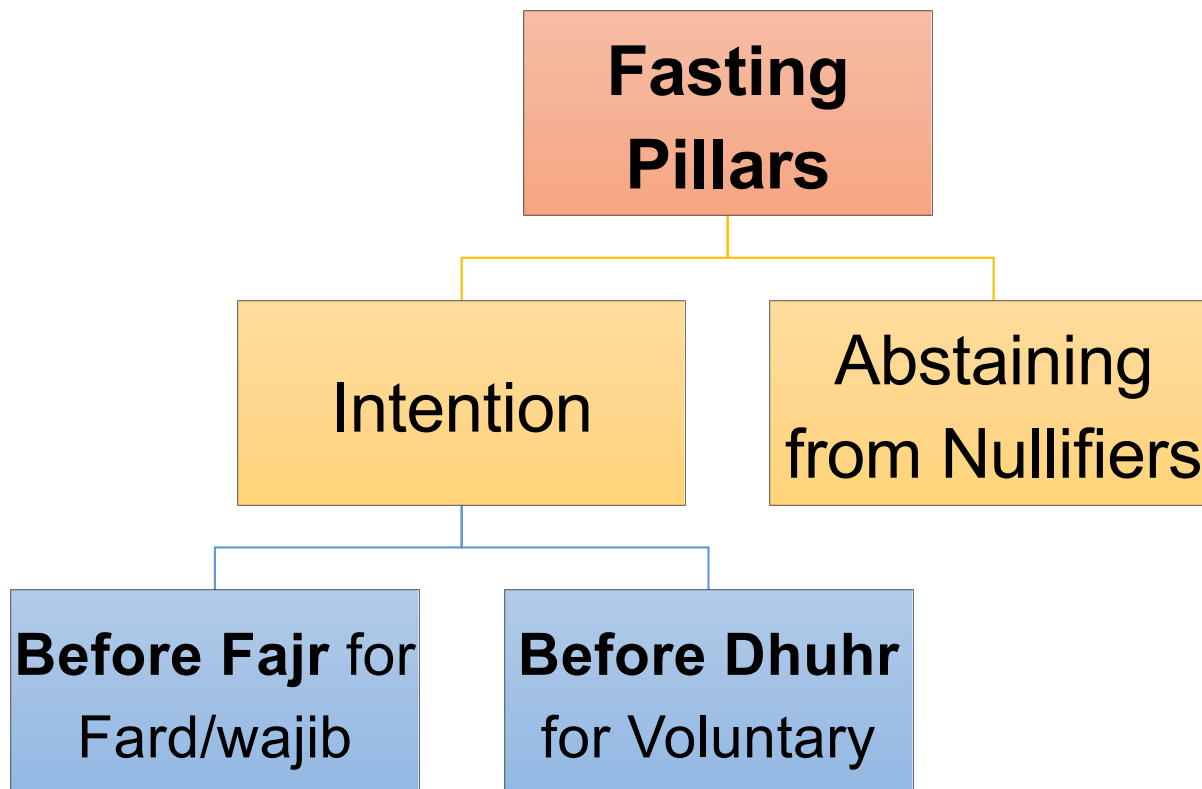 Fasting
Pillars
Intention
Abstaining
from Nullifiers
Before Fajr for
Fard/wajib
Before Dhuhr
for Voluntary